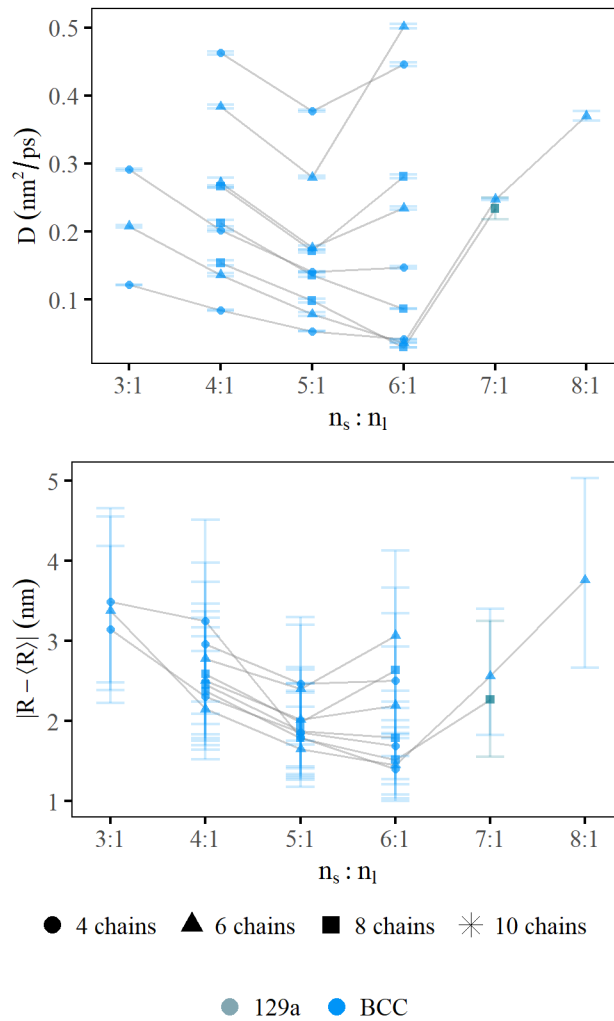 D (nm²/ps)
0.5
0.4
0.3
0.2
0.1
3:1 4:1 5:1 6:1 7:1 8:1
nₛ : nₗ
|R − ⟨R⟩| (nm)
5
4
3
2
1
3:1 4:1 5:1 6:1 7:1 8:1
nₛ : nₗ
4 chains 6 chains 8 chains 10 chains
129a BCC